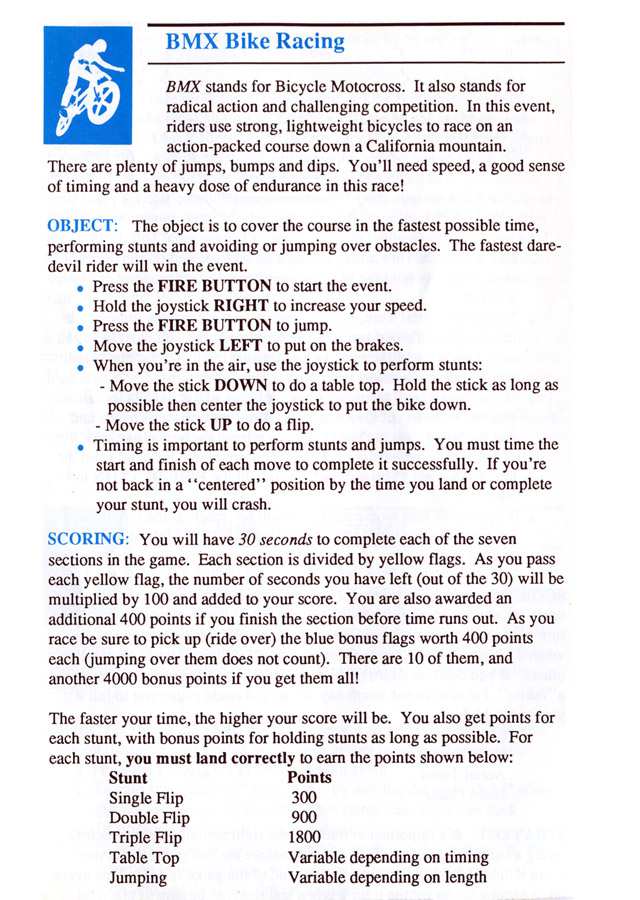 BMX Bike Racing
BMX stands for Bicycle Motocross. It also stands for
radical action and challenging competition. In this event,
riders use strong, lightweight bicycles to race on an
action-packed course down a California mountain.
There are plenty of jumps, bumps and dips. You'll need speed, a good sense
of timing and a heavy dose of endurance in this race!
OBJECT: The object is to cover the course in the fastest possible time,
performing stunts and avoiding or jumping over obstacles. The fastest dare-
devil rider will win the event.
• Press the FIRE BUTTON to start the event.
• Hold the joystick RIGHT to increase your speed.
• Press the FIRE BUTTON to jump.
• Move the joystick LEFT to put on the brakes.
• When you're in the air, use the joystick to perform stunts:
- Move the stick DOWN to do a table top. Hold the stick as long as
possible then center the joystick to put the bike down.
- Move the stick UP to do a flip.
• Timing is important to perform stunts and jumps. You must time the
start and finish of each move to complete it successfully. If you're
not back in a ‘‘centered’’ position by the time you land or complete
your stunt, you will crash.
SCORING: You will have 30 seconds to complete each of the seven
sections in the game. Each section is divided by yellow flags. As you pass
each yellow flag, the number of seconds you have left (out of the 30) will be
multiplied by 100 and added to your score. You are also awarded an
additional 400 points if you finish the section before time runs out. As you
race be sure to pick up (ride over) the blue bonus flags worth 400 points
each (jumping over them does not count). There are 10 of them, and
another 4000 bonus points if you get them all!
The faster your time, the higher your score will be. You also get points for
each stunt, with bonus points for holding stunts as long as possible. For
each stunt, you must land correctly to earn the points shown below:
Stunt Points
Single Flip 300
Double Flip 900
Triple Flip 1800
Table Top Variable depending on timing
Jumping Variable depending on length